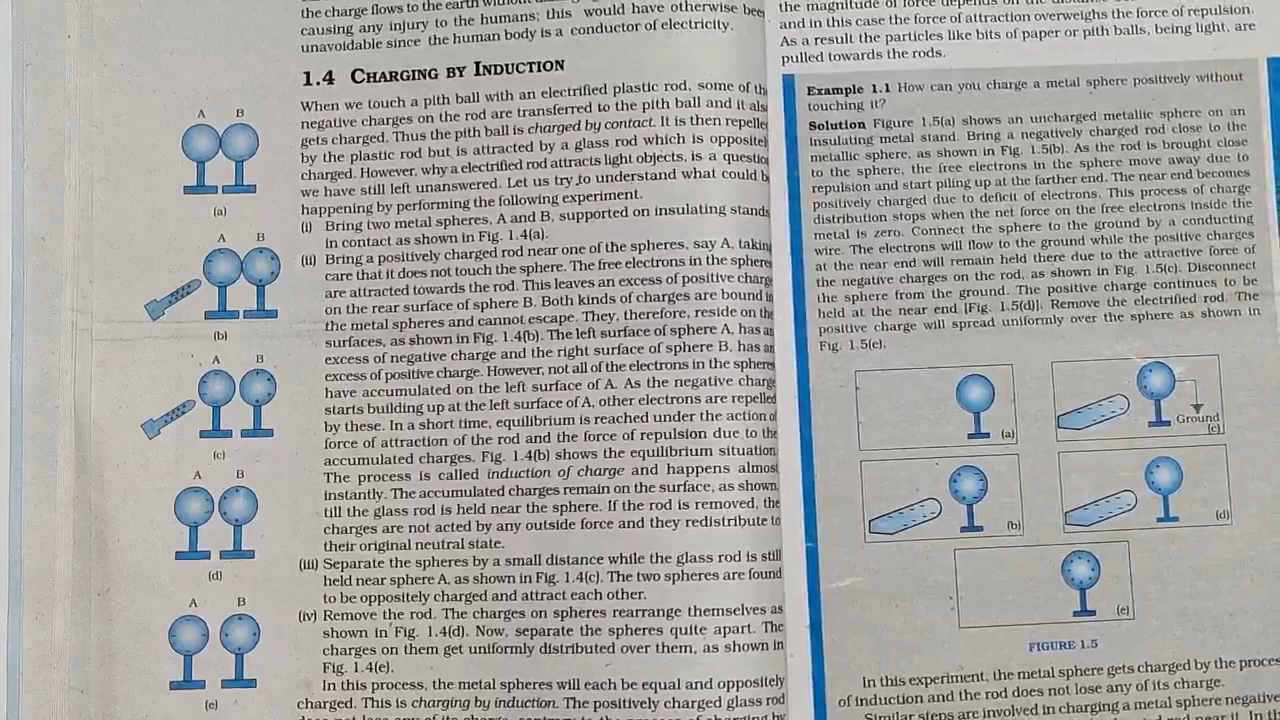 the charge flows to the earth without
causing any injury to the humans; this would have otherwise bee
unavoidable since the human body is a conductor of electricity.
1.4 CHARGING BY INDUCTION
When we touch a pith ball with an electrified plastic rod, some of th
negative charges on the rod are transferred to the pith ball and it als
gets charged. Thus the pith ball is charged by contact. It is then repelle
by the plastic rod but is attracted by a glass rod which is oppositel
charged. However, why a electrified rod attracts light objects, is a question
we have still left unanswered. Let us try to understand what could b
happening by performing the following experiment.
(i) Bring two metal spheres, A and B, supported on insulating stands
in contact as shown in Fig. 1.4(a).
(ii) Bring a positively charged rod near one of the spheres, say A, takin
care that it does not touch the sphere. The free electrons in the sphere
are attracted towards the rod. This leaves an excess of positive charg
on the rear surface of sphere B. Both kinds of charges are bound in
the metal spheres and cannot escape. They, therefore, reside on the
surfaces, as shown in Fig. 1.4(b). The left surface of sphere A, has an
excess of negative charge and the right surface of sphere B, has an
excess of positive charge. However, not all of the electrons in the spheres
have accumulated on the left surface of A. As the negative charge
starts building up at the left surface of A, other electrons are repelled
by these. In a short time, equilibrium is reached under the action of
force of attraction of the rod and the force of repulsion due to the
accumulated charges. Fig. 1.4(b) shows the equilibrium situation
The process is called induction of charge and happens almost
instantly. The accumulated charges remain on the surface, as shown,
till the glass rod is held near the sphere. If the rod is removed, the
charges are not acted by any outside force and they redistribute to
their original neutral state.
(iii) Separate the spheres by a small distance while the glass rod is still
held near sphere A, as shown in Fig. 1.4(c). The two spheres are found
to be oppositely charged and attract each other.
(iv) Remove the rod. The charges on spheres rearrange themselves as
shown in Fig. 1.4(d). Now, separate the spheres quite apart. The
charges on them get uniformly distributed over them, as shown in
Fig. 1.4(e).
In this process, the metal spheres will each be equal and oppositely
charged. This is charging by induction. The positively charged glass rod
A B
(a)
A B
(b)
A B
(c)
A B
(d)
A B
(e)
the magnitude of force depends on the
and in this case the force of attraction overweighs the force of repulsion.
As a result the particles like bits of paper or pith balls, being light, are
pulled towards the rods.
Example 1.1 How can you charge a metal sphere positively without
touching it?
Solution Figure 1.5(a) shows an uncharged metallic sphere on an
insulating metal stand. Bring a negatively charged rod close to the
metallic sphere, as shown in Fig. 1.5(b). As the rod is brought close
to the sphere, the free electrons in the sphere move away due to
repulsion and start piling up at the farther end. The near end becomes
positively charged due to deficit of electrons. This process of charge
distribution stops when the net force on the free electrons inside the
metal is zero. Connect the sphere to the ground by a conducting
wire. The electrons will flow to the ground while the positive charges
at the near end will remain held there due to the attractive force of
the negative charges on the rod, as shown in Fig. 1.5(c). Disconnect
the sphere from the ground. The positive charge continues to be
held at the near end [Fig. 1.5(d)]. Remove the electrified rod. The
positive charge will spread uniformly over the sphere as shown in
Fig. 1.5(e).
(a)
Ground
(c)
(b)
(d)
(e)
FIGURE 1.5
In this experiment, the metal sphere gets charged by the proces
of induction and the rod does not lose any of its charge.
Similar steps are involved in charging a metal sphere negative